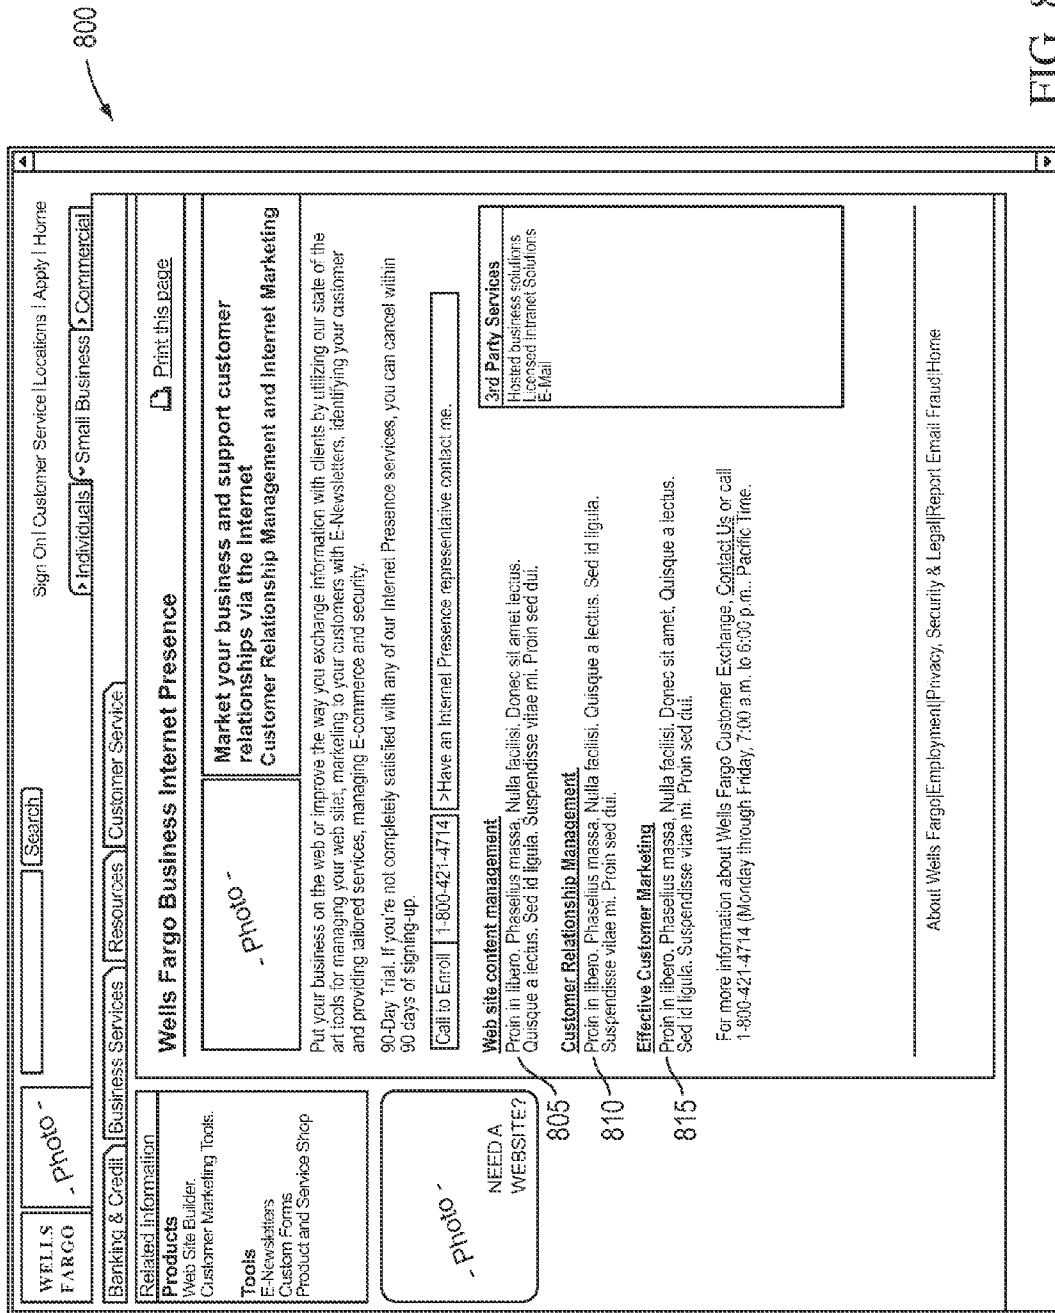 800
WELLS
FARGO
- Photo -
Search
Sign On | Customer Service | Locations | Apply | Home
> Individuals
Small Business
> Commercial
Banking & Credit
Business Services
Resources
Customer Service
Related Information
Products
Web Site Builder.
Customer Marketing Tools.
Tools
E-Newsletters
Custom Forms
Product and Service Shop
- Photo -
NEED A
WEBSITE?
Wells Fargo Business Internet Presence
Print this page
- Photo -
Market your business and support customer
relationships via the Internet
Customer Relationship Management and Internet Marketing
Put your business on the web or improve the way you exchange information with clients by utilizing our state of the
art tools for managing your web sitet, marketing to your customers with E-Newsletters, identifying your customer
and providing tailored services, managing E-commerce and security.
90-Day Trial. If you're not completely satisfied with any of our Internet Presence services, you can cancel within
90 days of signing-up.
Call to Enroll
1-800-421-4714
>Have an Internet Presence representative contact me.
Web site content management
Proin in libero. Phasellus massa. Nulla facilisi. Donec sit amet lectus.
Quisque a lectus. Sed id ligula. Suspendisse vitae mi. Proin sed dui.
805
Customer Relationship Management
Proin in libero. Phasellus massa, Nulla facilisi. Quisque a lectus. Sed id ligula.
Suspendisse vitae mi. Proin sed dui.
810
Effective Customer Marketing
Proin in libero, Phasellus massa, Nulla facilisi, Donec sit amet, Quisque a lectus.
Sed id ligula. Suspendisse vitae mi. Proin sed dui.
815
3rd Party Services
Hosted business solutions
Licensed Intranet Solutions
E-Mail
For more information about Wells Fargo Customer Exchange, Contact Us or call
1-800-421-4714 (Monday through Friday, 7:00 a.m. to 6:00 p.m.. Pacific Time.
About Wells Fargo|Employment|Privacy, Security & Legal|Report Email Fraud|Home
FIG. 8